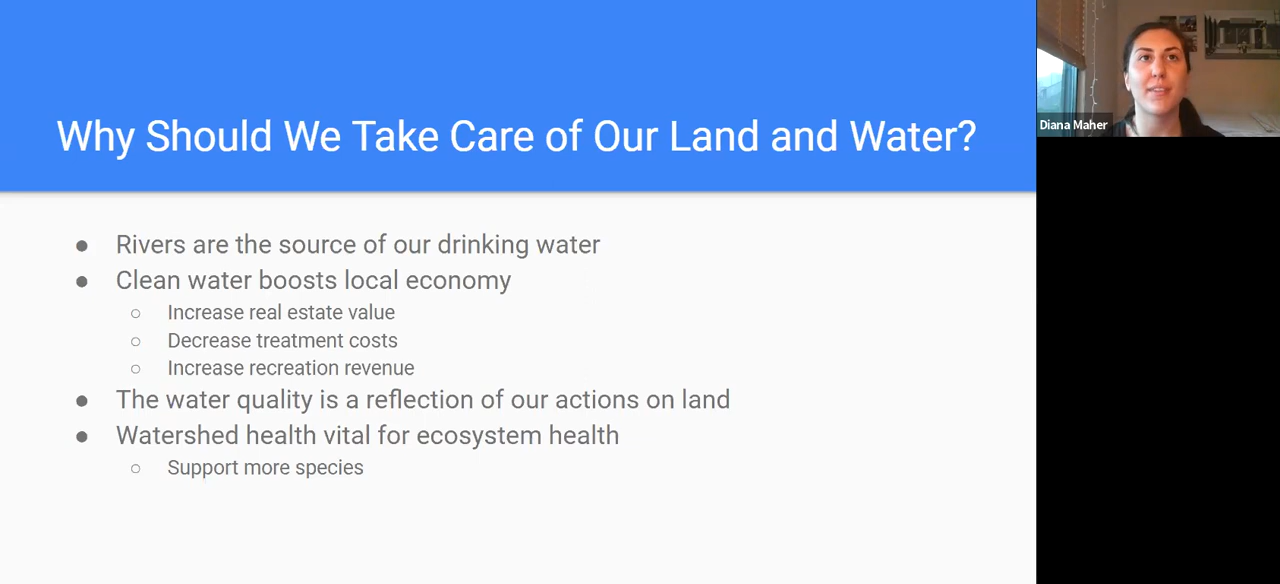 Why Should We Take Care of Our Land and Water?
Diana Maher
● Rivers are the source of our drinking water
● Clean water boosts local economy
○ Increase real estate value
○ Decrease treatment costs
○ Increase recreation revenue
● The water quality is a reflection of our actions on land
● Watershed health vital for ecosystem health
○ Support more species